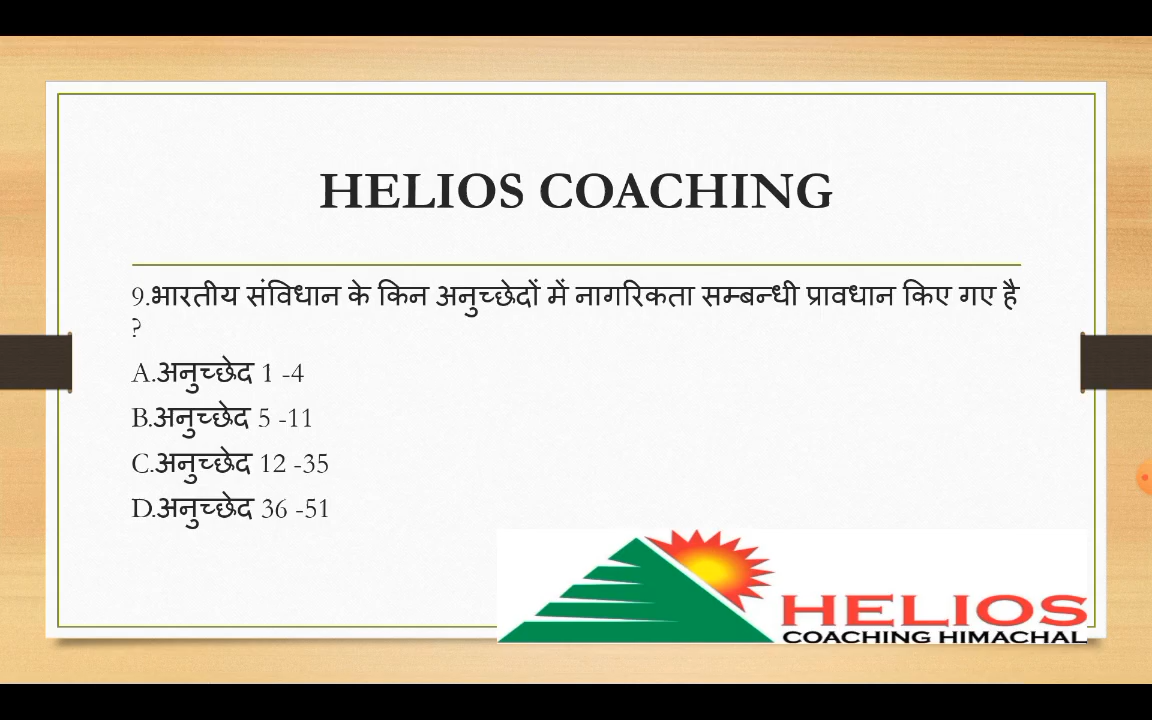 HELIOS COACHING
9.भारतीय संविधान के किन अनुच्छेदों में नागरिकता सम्बन्धी प्रावधान किए गए है
?
A.अनुच्छेद 1 -4
B.अनुच्छेद 5 -11
C.अनुच्छेद 12 -35
D.अनुच्छेद 36 -51
HELIOS
COACHING HIMACHAL